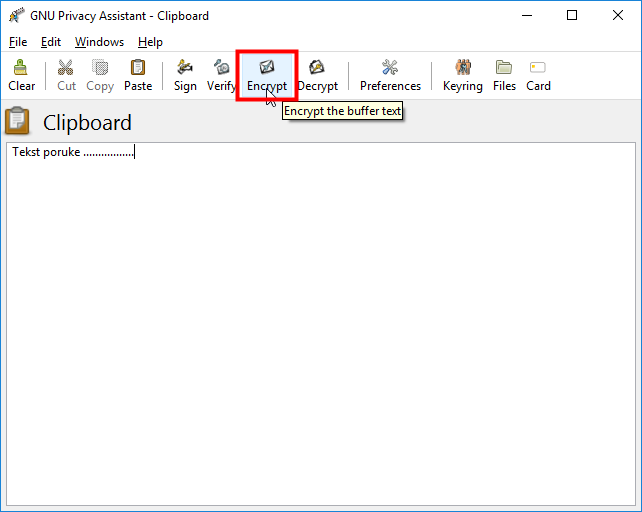 GNU Privacy Assistant - Clipboard
File Edit Windows Help
Clear Cut Copy Paste Sign Verify Encrypt Decrypt Preferences Keyring Files Card
Encrypt the buffer text
Clipboard
Tekst poruke .................